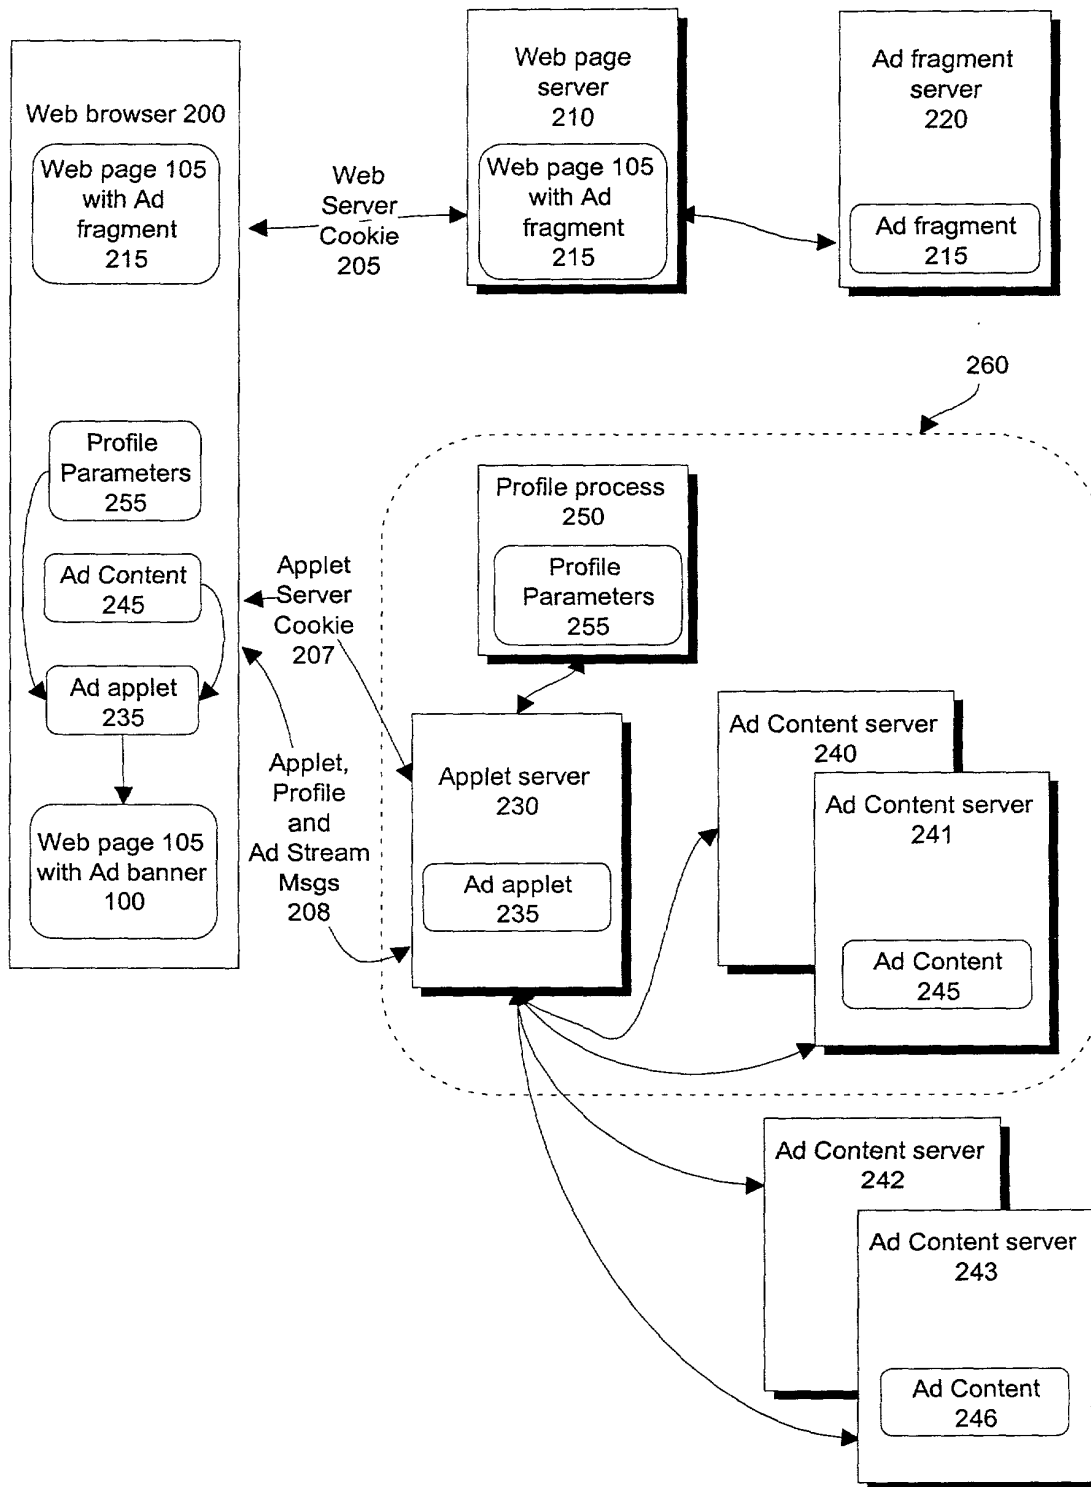 Web browser 200
Web page 105
with Ad
fragment
215
Web
Server
Cookie
205
Web page
server
210
Web page 105
with Ad
fragment
215
Ad fragment
server
220
Ad fragment
215
260
Profile
Parameters
255
Ad Content
245
Ad applet
235
Web page 105
with Ad banner
100
Applet
Server
Cookie
207
Applet,
Profile
and
Ad Stream
Msgs
208
Profile process
250
Profile
Parameters
255
Applet server
230
Ad applet
235
Ad Content server
240
Ad Content server
241
Ad Content
245
Ad Content server
242
Ad Content server
243
Ad Content
246